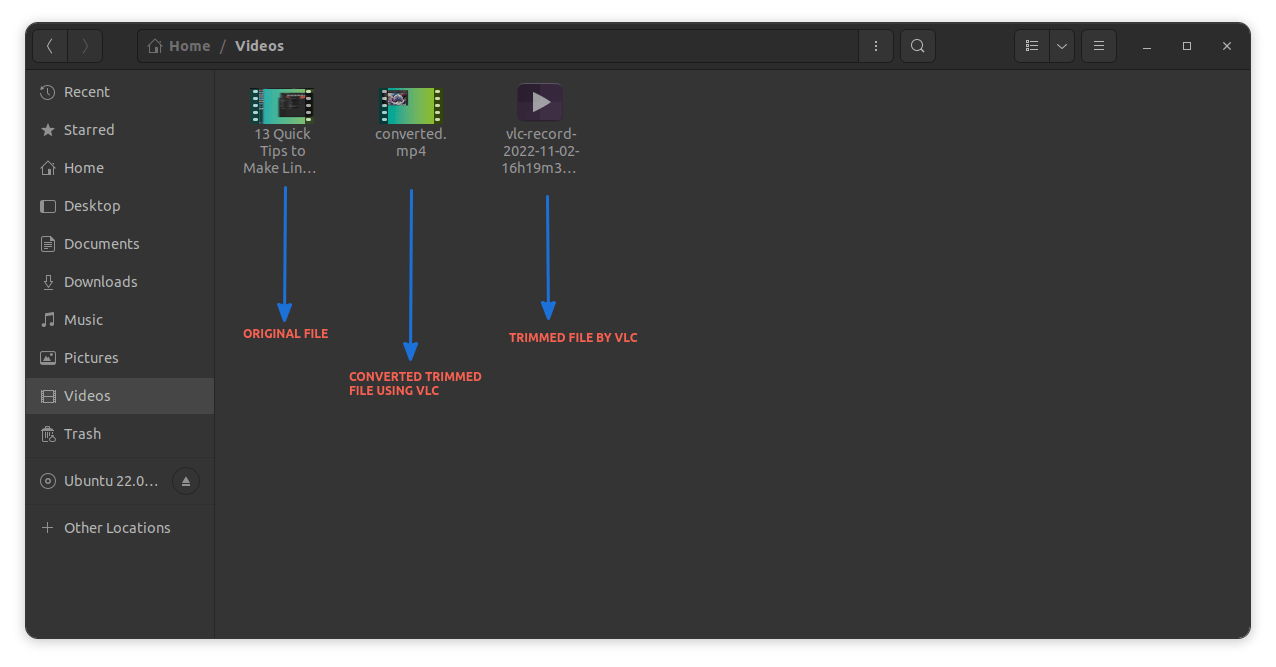 Home / Videos
Recent
Starred
Home
Desktop
Documents
Downloads
Music
Pictures
Videos
Trash
Ubuntu 22.0...
Other Locations
13 Quick
Tips to
Make Lin...
converted.
mp4
vlc-record-
2022-11-02-
16h19m3...
ORIGINAL FILE
CONVERTED TRIMMED
FILE USING VLC
TRIMMED FILE BY VLC